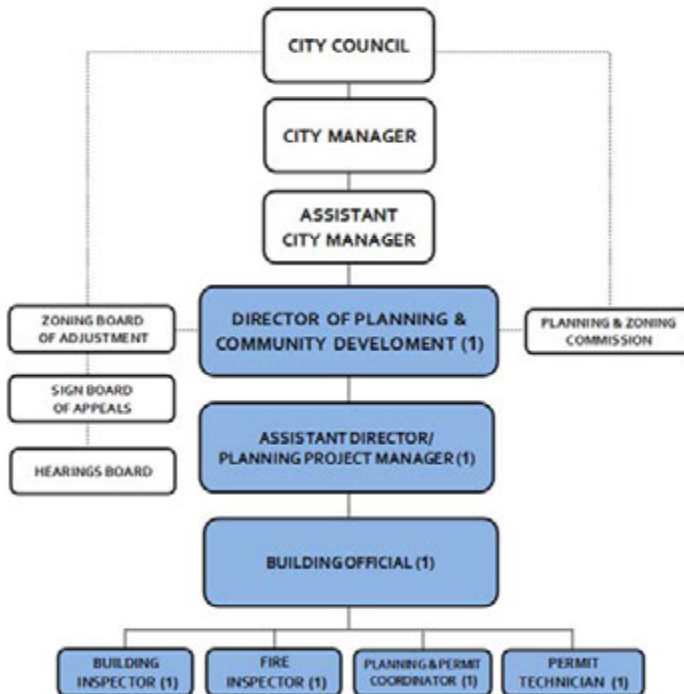 CITY COUNCIL
CITY MANAGER
ASSISTANT
CITY MANAGER
DIRECTOR OF PLANNING &
COMMUNITY DEVELOMENT (1)
ZONING BOARD
OF ADJUSTMENT
PLANNING & ZONING
COMMISSION
SIGN BOARD
OF APPEALS
ASSISTANT DIRECTOR/
PLANNING PROJECT MANAGER (1)
HEARINGS BOARD
BUILDING OFFICIAL (1)
BUILDING
INSPECTOR (1)
FIRE
INSPECTOR (1)
PLANNING & PERMIT
COORDINATOR (1)
PERMIT
TECHNICIAN (1)